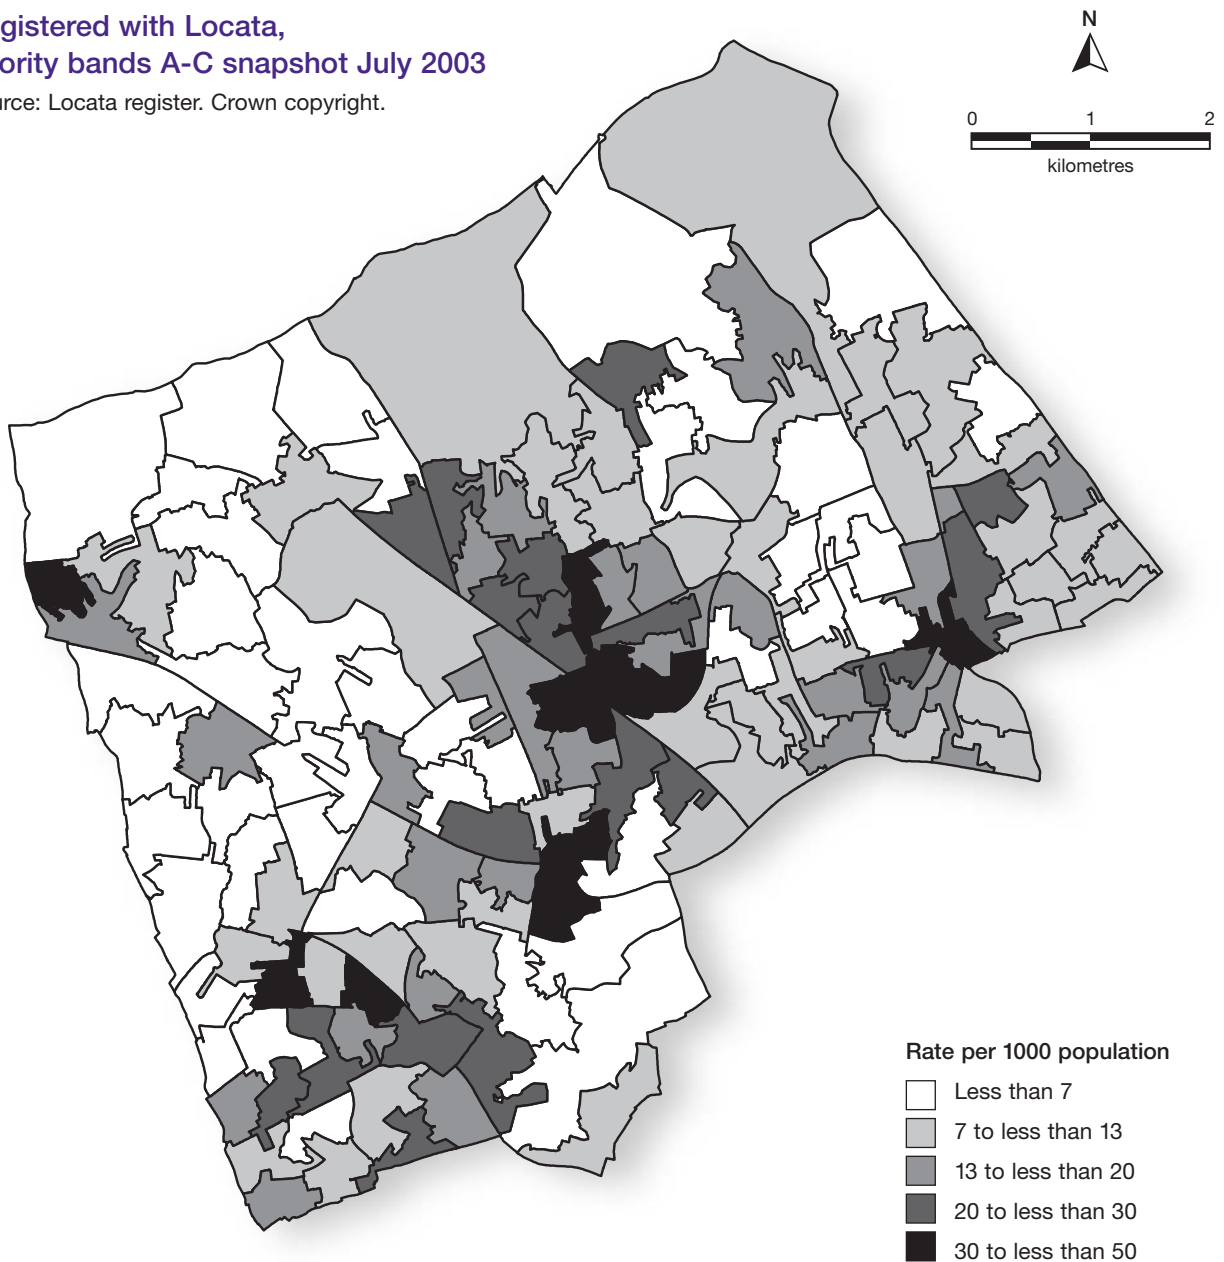 gistered with Locata,
ority bands A-C snapshot July 2003
urce: Locata register. Crown copyright.
N
0 1 2
kilometres
Rate per 1000 population
Less than 7
7 to less than 13
13 to less than 20
20 to less than 30
30 to less than 50